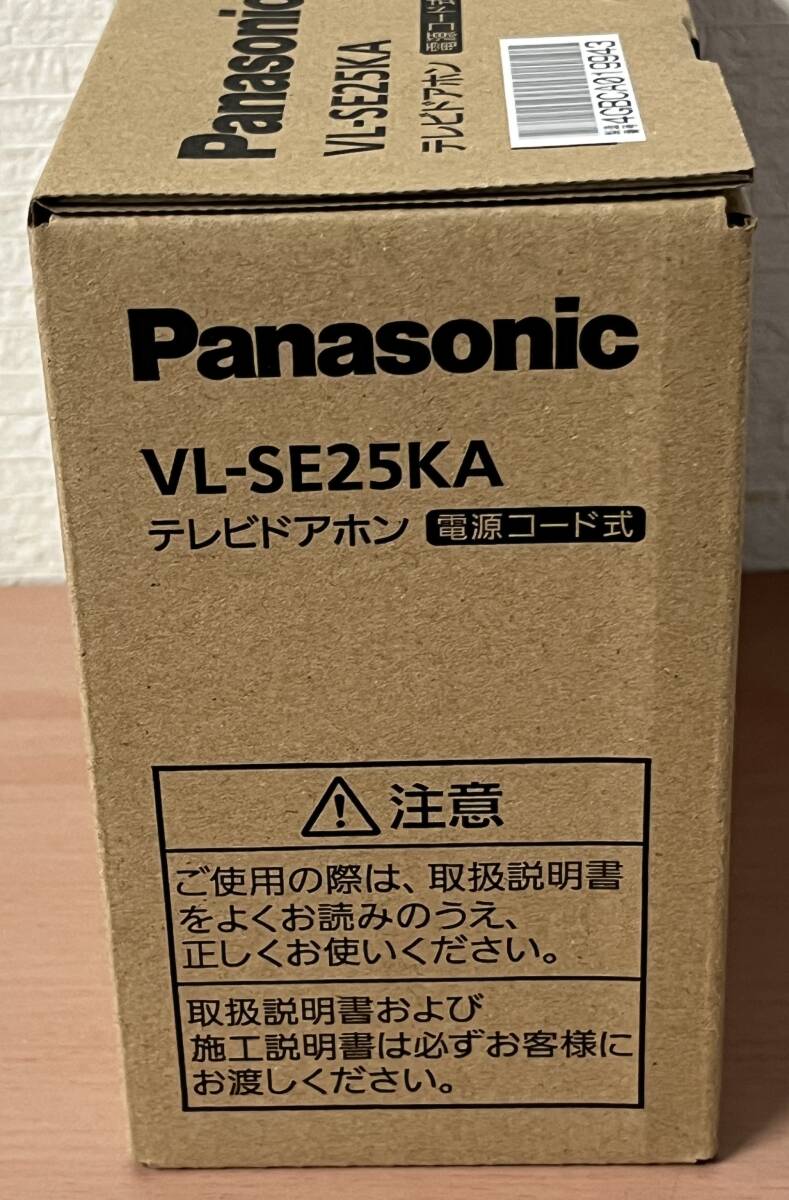 Panasonic
VL-SE25KA
テレビドアホン
4GBCA019943
Panasonic
VL-SE25KA
テレビドアホン 電源コード式
注意
ご使用の際は、取扱説明書
をよくお読みのうえ、
正しくお使いください。
取扱説明書および
施工説明書は必ずお客様に
お渡しください。